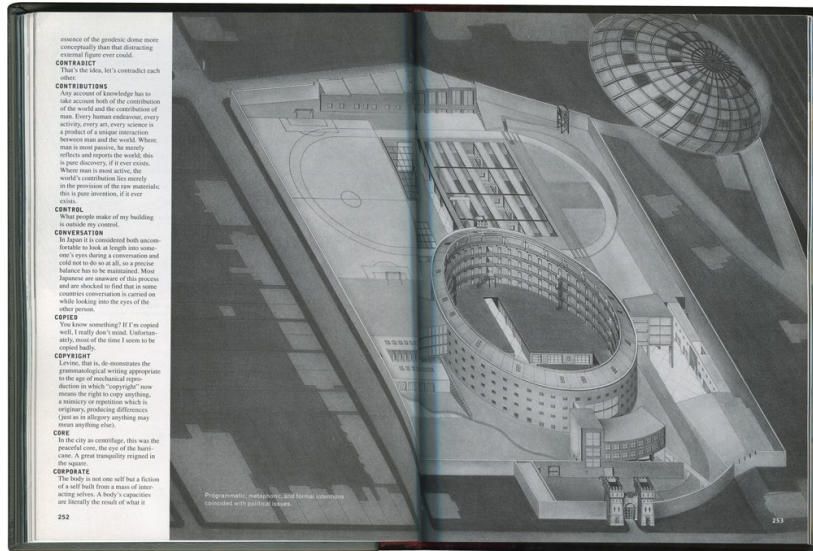 essence of the geodesic dome more
conceptually than that distracting
external figure ever could.
CONTRADICT
That's the idea, let's contradict each
other.
CONTRIBUTIONS
Any account of knowledge has to
take account both of the contribution
of the world and the contribution of
man. Every human endeavour, every
activity, every art, every science is
a product of a unique interaction
between man and the world. Where
man is most passive, he merely
reflects and reports the world; this
is pure discovery, if it ever exists.
Where man is most active, the
world's contribution lies merely
in the provision of the raw materials;
this is pure invention, if it ever
exists.
CONTROL
What people make of my building
is outside my control.
CONVERSATION
In Japan it is considered both uncom-
fortable to look at length into some-
one's eyes during a conversation and
cold not to do so at all, so a precise
balance has to be maintained. Most
Japanese are unaware of this process
and are shocked to find that in some
countries conversation is carried on
while looking into the eyes of the
other person.
COPIED
You know something? If I'm copied
well, I really don't mind. Unfortun-
ately, most of the time I seem to be
copied badly.
COPYRIGHT
Levine, that is, de-monstrates the
grammatological writing appropriate
to the age of mechanical repro-
duction in which "copyright" now
means the right to copy anything,
a mimicry or repetition which is
originary, producing differences
(just as in allegory anything may
mean anything else).
CORE
In the city as centrifuge, this was the
peaceful core, the eye of the hurri-
cane. A great tranquility reigned in
the square.
CORPORATE
The body is not one self but a fiction
of a self built from a mass of inter-
acting selves. A body's capacities
are literally the result of what it
252
Programmatic, metaphoric, and formal intentions
coincided with political issues.
253